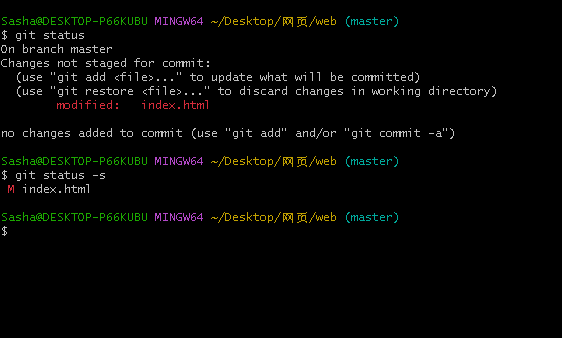 Sasha@DESKTOP-P66KUBU MINGW64 ~/Desktop/网页/web (master)
$ git status
On branch master
Changes not staged for commit:
  (use "git add <file>..." to update what will be committed)
  (use "git restore <file>..." to discard changes in working directory)
        modified:   index.html

no changes added to commit (use "git add" and/or "git commit -a")

Sasha@DESKTOP-P66KUBU MINGW64 ~/Desktop/网页/web (master)
$ git status -s
 M index.html

Sasha@DESKTOP-P66KUBU MINGW64 ~/Desktop/网页/web (master)
$